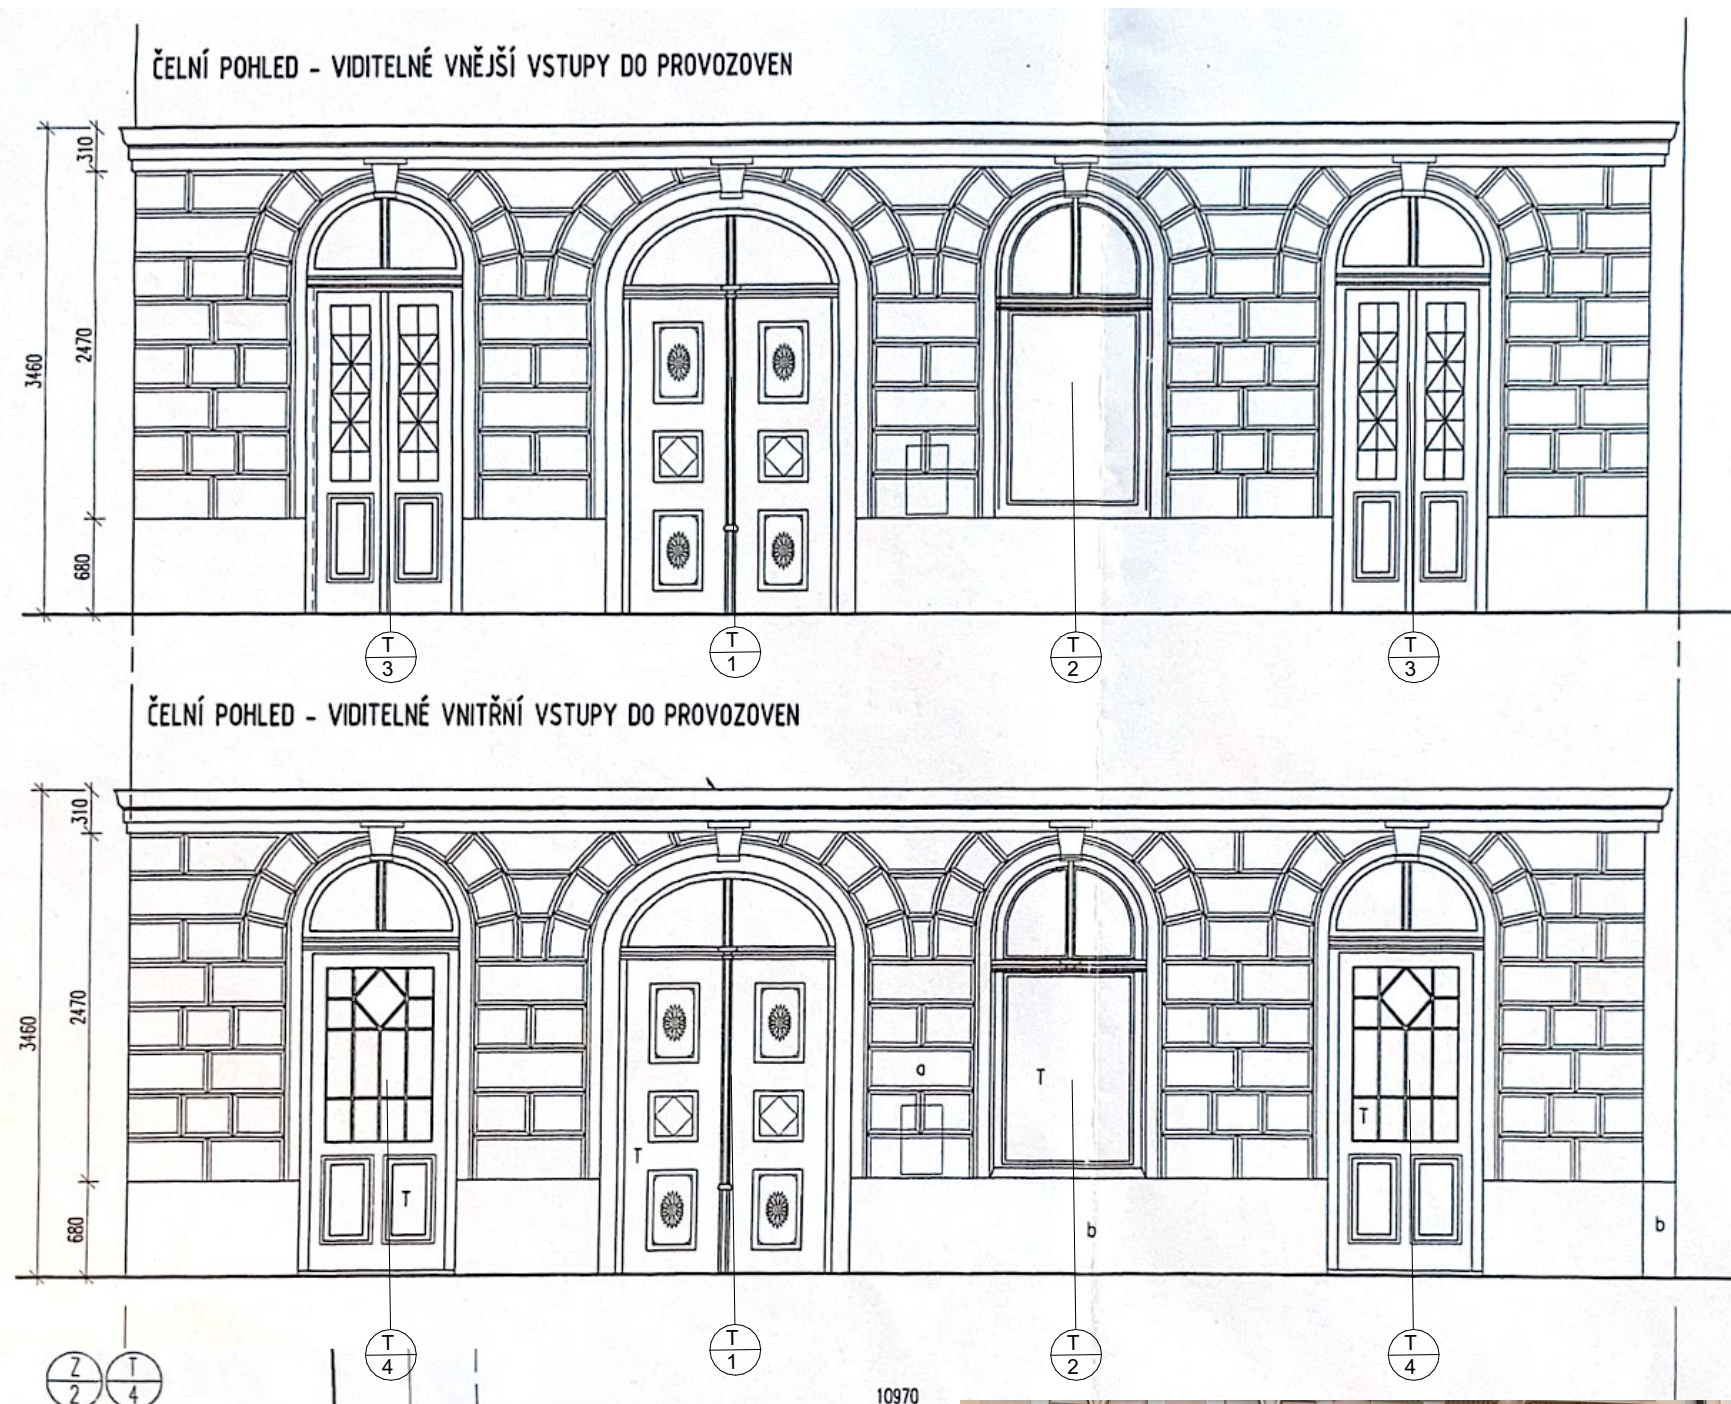 ČELNÍ POHLED - VIDITELNÉ VNĚJŠÍ VSTUPY DO PROVOZOVEN
310
2470
3460
680
T
3
T
1
T
2
T
3
ČELNÍ POHLED - VIDITELNÉ VNITŘNÍ VSTUPY DO PROVOZOVEN
310
2470
3460
a
T
T
T
T
680
b
b
T
4
T
1
T
2
T
4
Z
2
T
4
10970